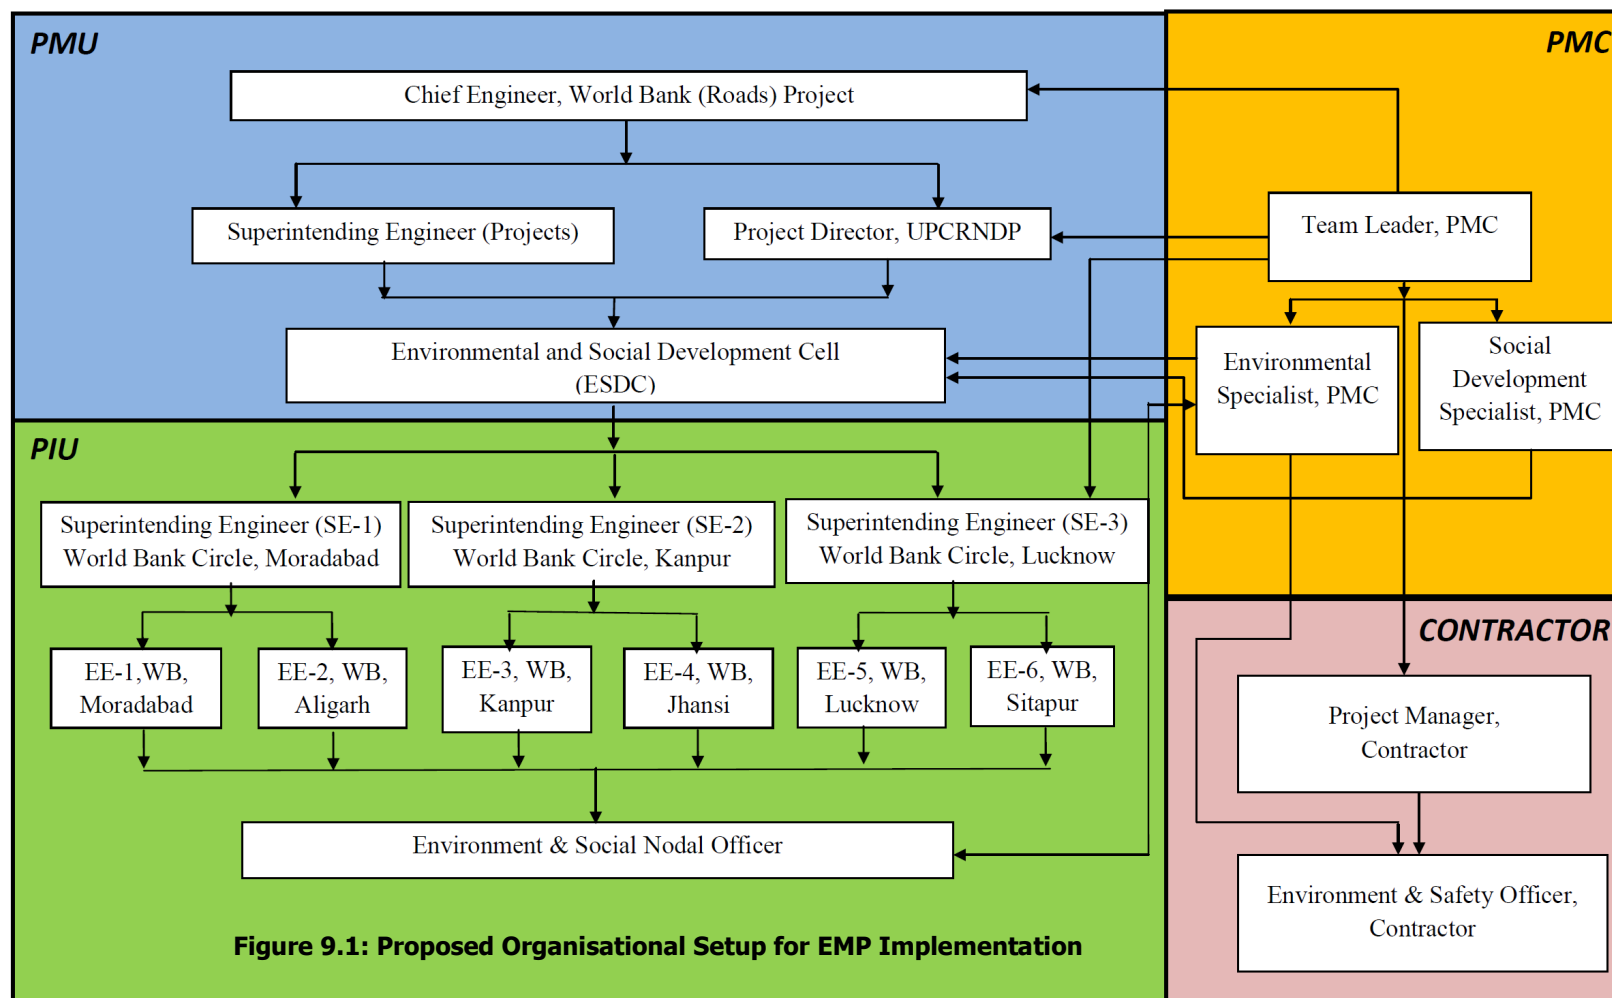 PMU
PMC
Chief Engineer, World Bank (Roads) Project
Superintending Engineer (Projects)
Project Director, UPCRNDP
Team Leader, PMC
Environmental and Social Development Cell
(ESDC)
Environmental
Specialist, PMC
Social
Development
Specialist, PMC
PIU
Superintending Engineer (SE-1)
World Bank Circle, Moradabad
Superintending Engineer (SE-2)
World Bank Circle, Kanpur
Superintending Engineer (SE-3)
World Bank Circle, Lucknow
EE-1,WB,
Moradabad
EE-2, WB,
Aligarh
EE-3, WB,
Kanpur
EE-4, WB,
Jhansi
EE-5, WB,
Lucknow
EE-6, WB,
Sitapur
Environment & Social Nodal Officer
CONTRACTOR
Project Manager,
Contractor
Environment & Safety Officer,
Contractor
Figure 9.1: Proposed Organisational Setup for EMP Implementation